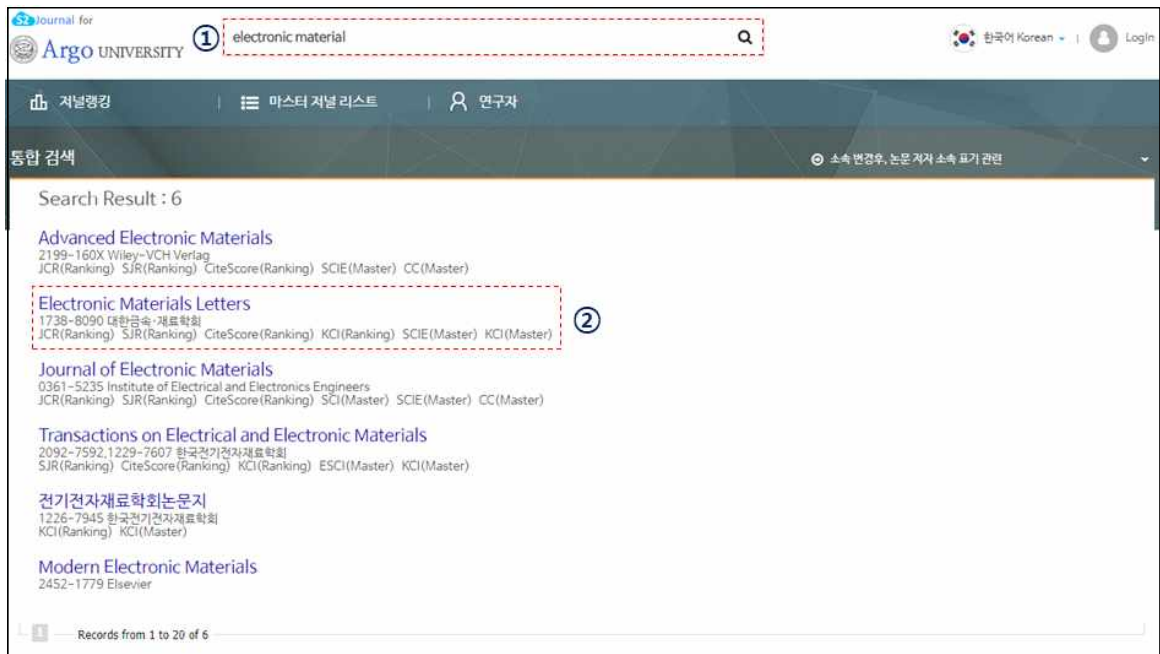 S2Journal for
Argo UNIVERSITY
① electronic material
한국어 Korean | Login
저널랭킹 | 마스터 저널 리스트 | 연구자
통합 검색
소속 변경후, 논문 저자 소속 표기 관련
Search Result : 6
Advanced Electronic Materials
2199-160X Wiley-VCH Verlag
JCR(Ranking) SJR(Ranking) CiteScore(Ranking) SCIE(Master) CC(Master)
Electronic Materials Letters
1738-8090 대한금속·재료학회
JCR(Ranking) SJR(Ranking) CiteScore(Ranking) KCI(Ranking) SCIE(Master) KCI(Master)
②
Journal of Electronic Materials
0361-5235 Institute of Electrical and Electronics Engineers
JCR(Ranking) SJR(Ranking) CiteScore(Ranking) SCI(Master) SCIE(Master) CC(Master)
Transactions on Electrical and Electronic Materials
2092-7592,1229-7607 한국전기전자재료학회
SJR(Ranking) CiteScore(Ranking) KCI(Ranking) ESCI(Master) KCI(Master)
전기전자재료학회논문지
1226-7945 한국전기전자재료학회
KCI(Ranking) KCI(Master)
Modern Electronic Materials
2452-1779 Elsevier
1 Records from 1 to 20 of 6